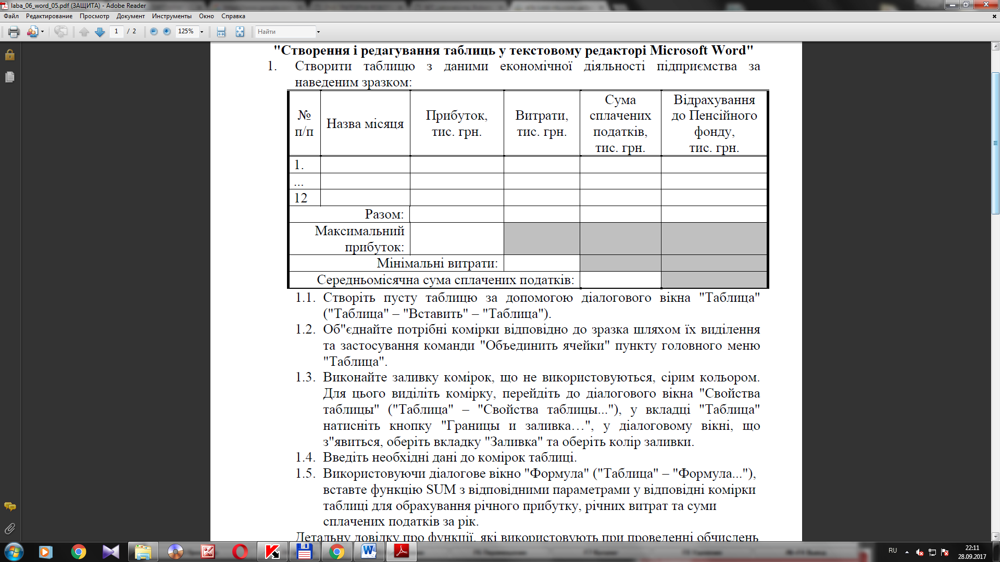 laba_06_word_05.pdf (ЗАЩИТА) - Adobe Reader
Файл Редактирование Просмотр Документ Инструменты Окно Справка
1 / 2 125% Найти
"Створення і редагування таблиць у текстовому редакторі Microsoft Word"
1. Створити таблицю з даними економічної діяльності підприємства за
наведеним зразком:
№ п/п
Назва місяця
Прибуток,
тис. грн.
Витрати,
тис. грн.
Сума
сплачених
податків,
тис. грн.
Відрахування
до Пенсійного
фонду,
тис. грн.
1.
...
12
Разом:
Максимальний
прибуток:
Мінімальні витрати:
Середньомісячна сума сплачених податків:
1.1. Створіть пусту таблицю за допомогою діалогового вікна "Таблица"
("Таблица" – "Вставить" – "Таблица").
1.2. Об"єднайте потрібні комірки відповідно до зразка шляхом їх виділення
та застосування команди "Объединить ячейки" пункту головного меню
"Таблица".
1.3. Виконайте заливку комірок, що не використовуються, сірим кольором.
Для цього виділіть комірку, перейдіть до діалогового вікна "Свойства
таблицы" ("Таблица" – "Свойства таблицы..."), у вкладці "Таблица"
натисніть кнопку "Границы и заливка…", у діалоговому вікні, що
з"явиться, оберіть вкладку "Заливка" та оберіть колір заливки.
1.4. Введіть необхідні дані до комірок таблиці.
1.5. Використовуючи діалогове вікно "Формула" ("Таблица" – "Формула..."),
вставте функцію SUM з відповідними параметрами у відповідні комірки
таблиці для обрахування річного прибутку, річних витрат та суми
сплачених податків за рік.
Детальну довідку про функції, які використовують при проведенні обчислень
RU
22:11
28.09.2017